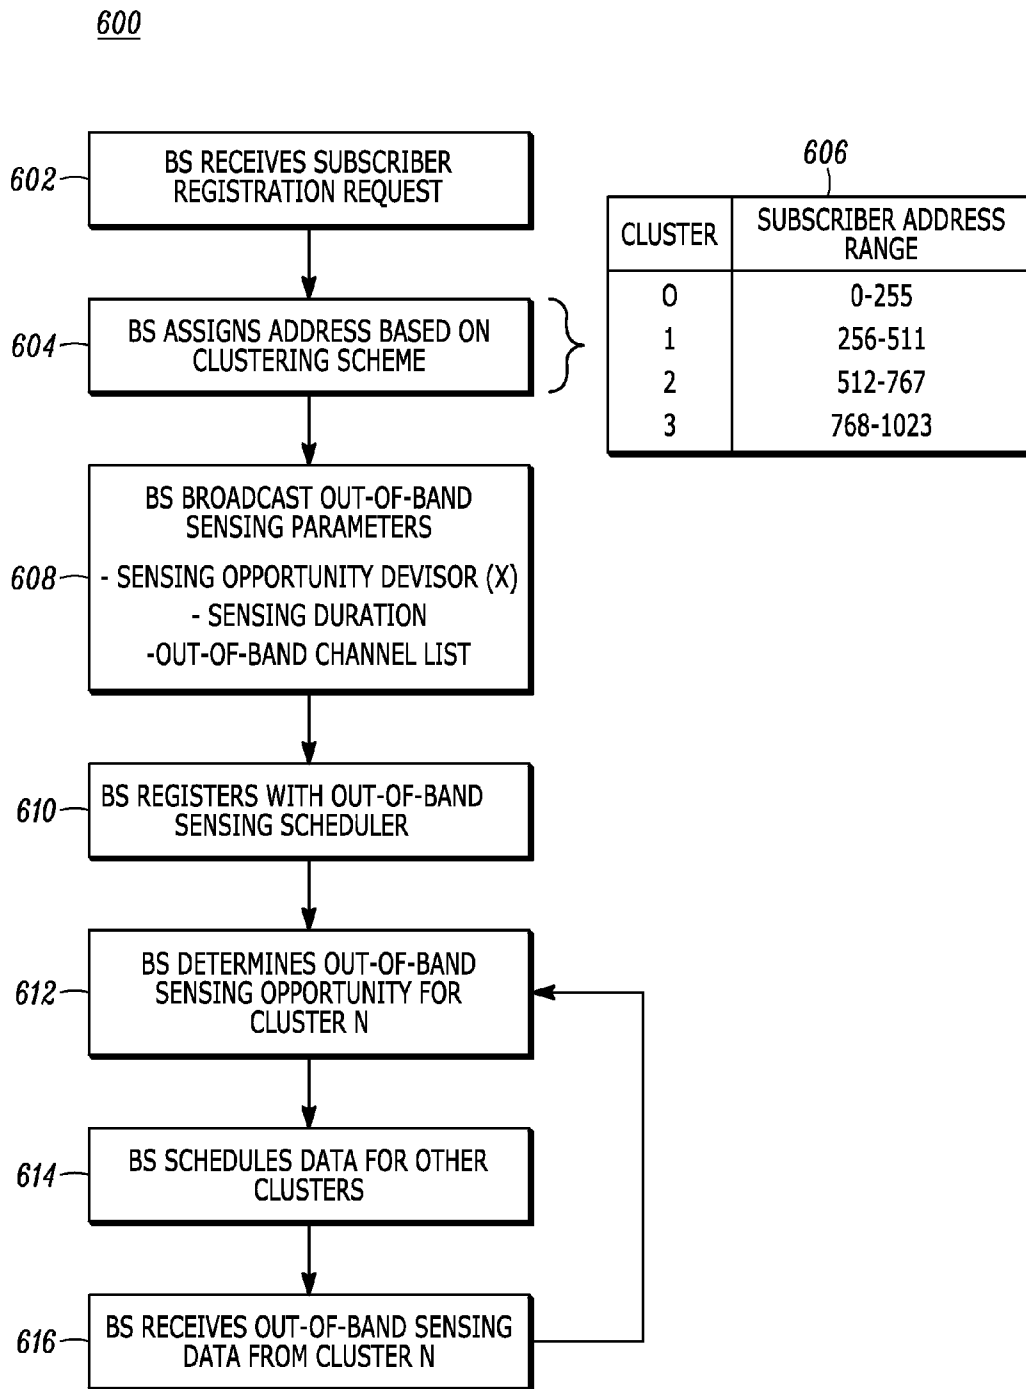 600
602
BS RECEIVES SUBSCRIBER
REGISTRATION REQUEST
604
BS ASSIGNS ADDRESS BASED ON
CLUSTERING SCHEME
606
CLUSTER
SUBSCRIBER ADDRESS
RANGE
0
0-255
1
256-511
2
512-767
3
768-1023
608
BS BROADCAST OUT-OF-BAND
SENSING PARAMETERS
- SENSING OPPORTUNITY DEVISOR (X)
- SENSING DURATION
-OUT-OF-BAND CHANNEL LIST
610
BS REGISTERS WITH OUT-OF-BAND
SENSING SCHEDULER
612
BS DETERMINES OUT-OF-BAND
SENSING OPPORTUNITY FOR
CLUSTER N
614
BS SCHEDULES DATA FOR OTHER
CLUSTERS
616
BS RECEIVES OUT-OF-BAND SENSING
DATA FROM CLUSTER N